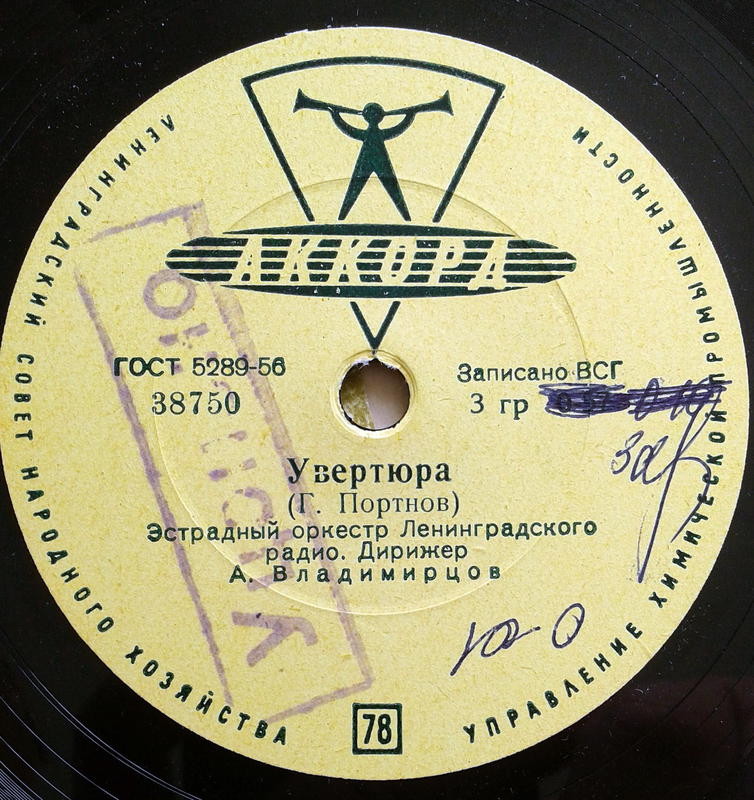 ЛЕНИНГРАДСКИЙ СОВЕТ НАРОДНОГО ХОЗЯЙСТВА
УПРАВЛЕНИЕ ХИМИЧЕСКОЙ ПРОМЫШЛЕННОСТИ
АККОРД
ГОСТ 5289-56
38750
Записано ВСГ
3 гр
Увертюра
(Г. Портнов)
Эстрадный оркестр Ленинградского
радио. Дирижер
А. Владимирцов
78